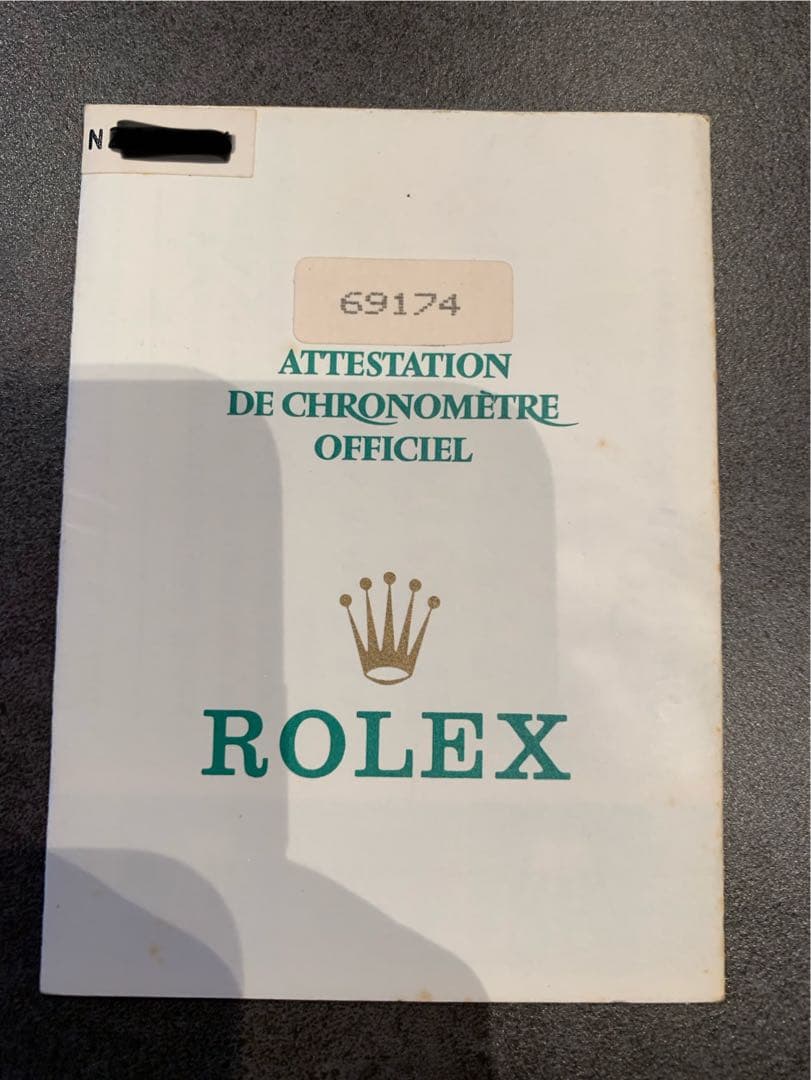 N
69174
ATTESTATION
DE CHRONOMÈTRE
OFFICIEL
ROLEX